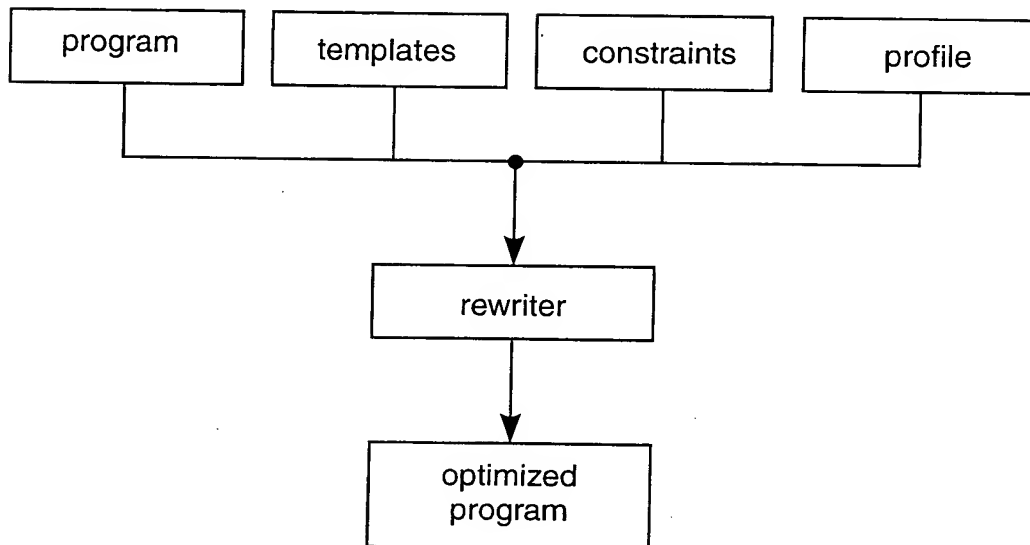 program
templates
constraints
profile
rewriter
optimized
program